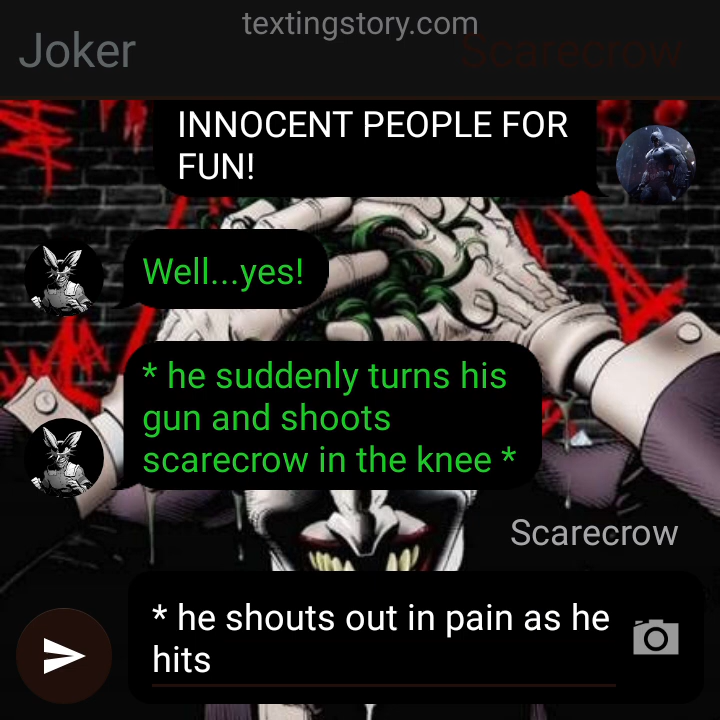 textingstory.com
Joker
Scarecrow
INNOCENT PEOPLE FOR
FUN!
Well...yes!
* he suddenly turns his
gun and shoots
scarecrow in the knee *
Scarecrow
* he shouts out in pain as he
hits